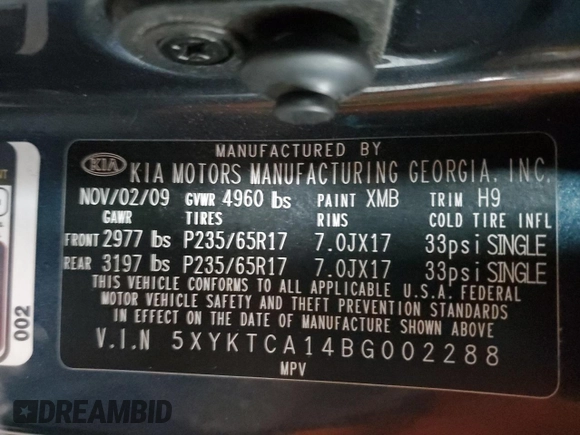 MANUFACTURED BY
KIA KIA MOTORS MANUFACTURING GEORGIA, INC.
NOV/02/09 GVWR 4960 lbs PAINT XMB TRIM H9
GAWR TIRES RIMS COLD TIRE INFL
FRONT 2977 lbs P235/65R17 7.0JX17 33psi SINGLE
REAR 3197 lbs P235/65R17 7.0JX17 33psi SINGLE
THIS VEHICLE CONFORMS TO ALL APPLICABLE U.S.A. FEDERAL
MOTOR VEHICLE SAFETY AND THEFT PREVENTION STANDARDS
IN EFFECT ON THE DATE OF MANUFACTURE SHOWN ABOVE
V.I.N 5XYKTCA14BG002288
MPV
002
DREAMBID